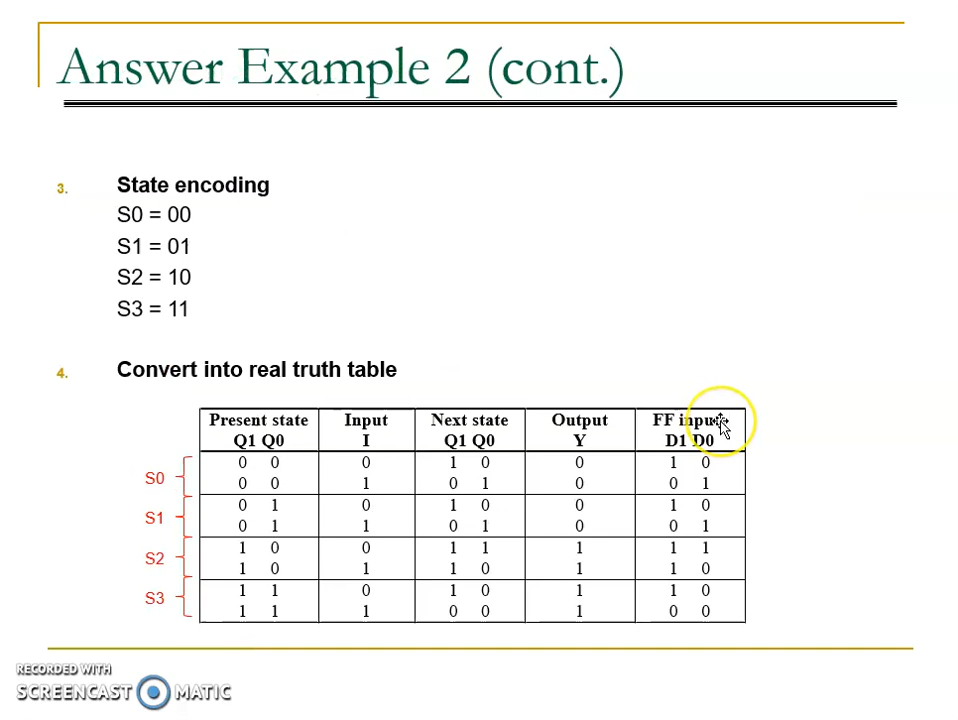 Answer Example 2 (cont.)
3. State encoding
S0 = 00
S1 = 01
S2 = 10
S3 = 11
4. Convert into real truth table
Present state Input Next state Output FF input
Q1 Q0 I Q1 Q0 Y D1 D0
0 0 0 1 0 0 1 0
S0
0 0 1 0 1 0 0 1
0 1 0 1 0 0 1 0
S1
0 1 1 0 1 0 0 1
1 0 0 1 1 1 1 1
S2
1 0 1 1 0 1 1 0
1 1 0 1 0 1 1 0
S3
1 1 1 0 0 1 0 0
RECORDED WITH
SCREENCAST MATIC